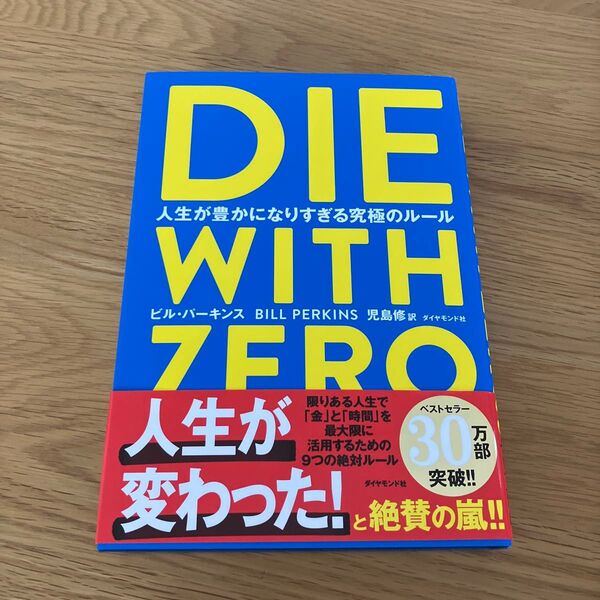 DIE
人生が豊かになりすぎる究極のルール
WITH
ビル・パーキンス BILL PERKINS 児島修 訳 ダイヤモンド社
ZERO
人生が
変わった!
と絶賛の嵐!!
限りある人生で
「金」と「時間」を
最大限に
活用するための
9つの絶対ルール
ダイヤモンド社
ベストセラー
30万部
突破!!